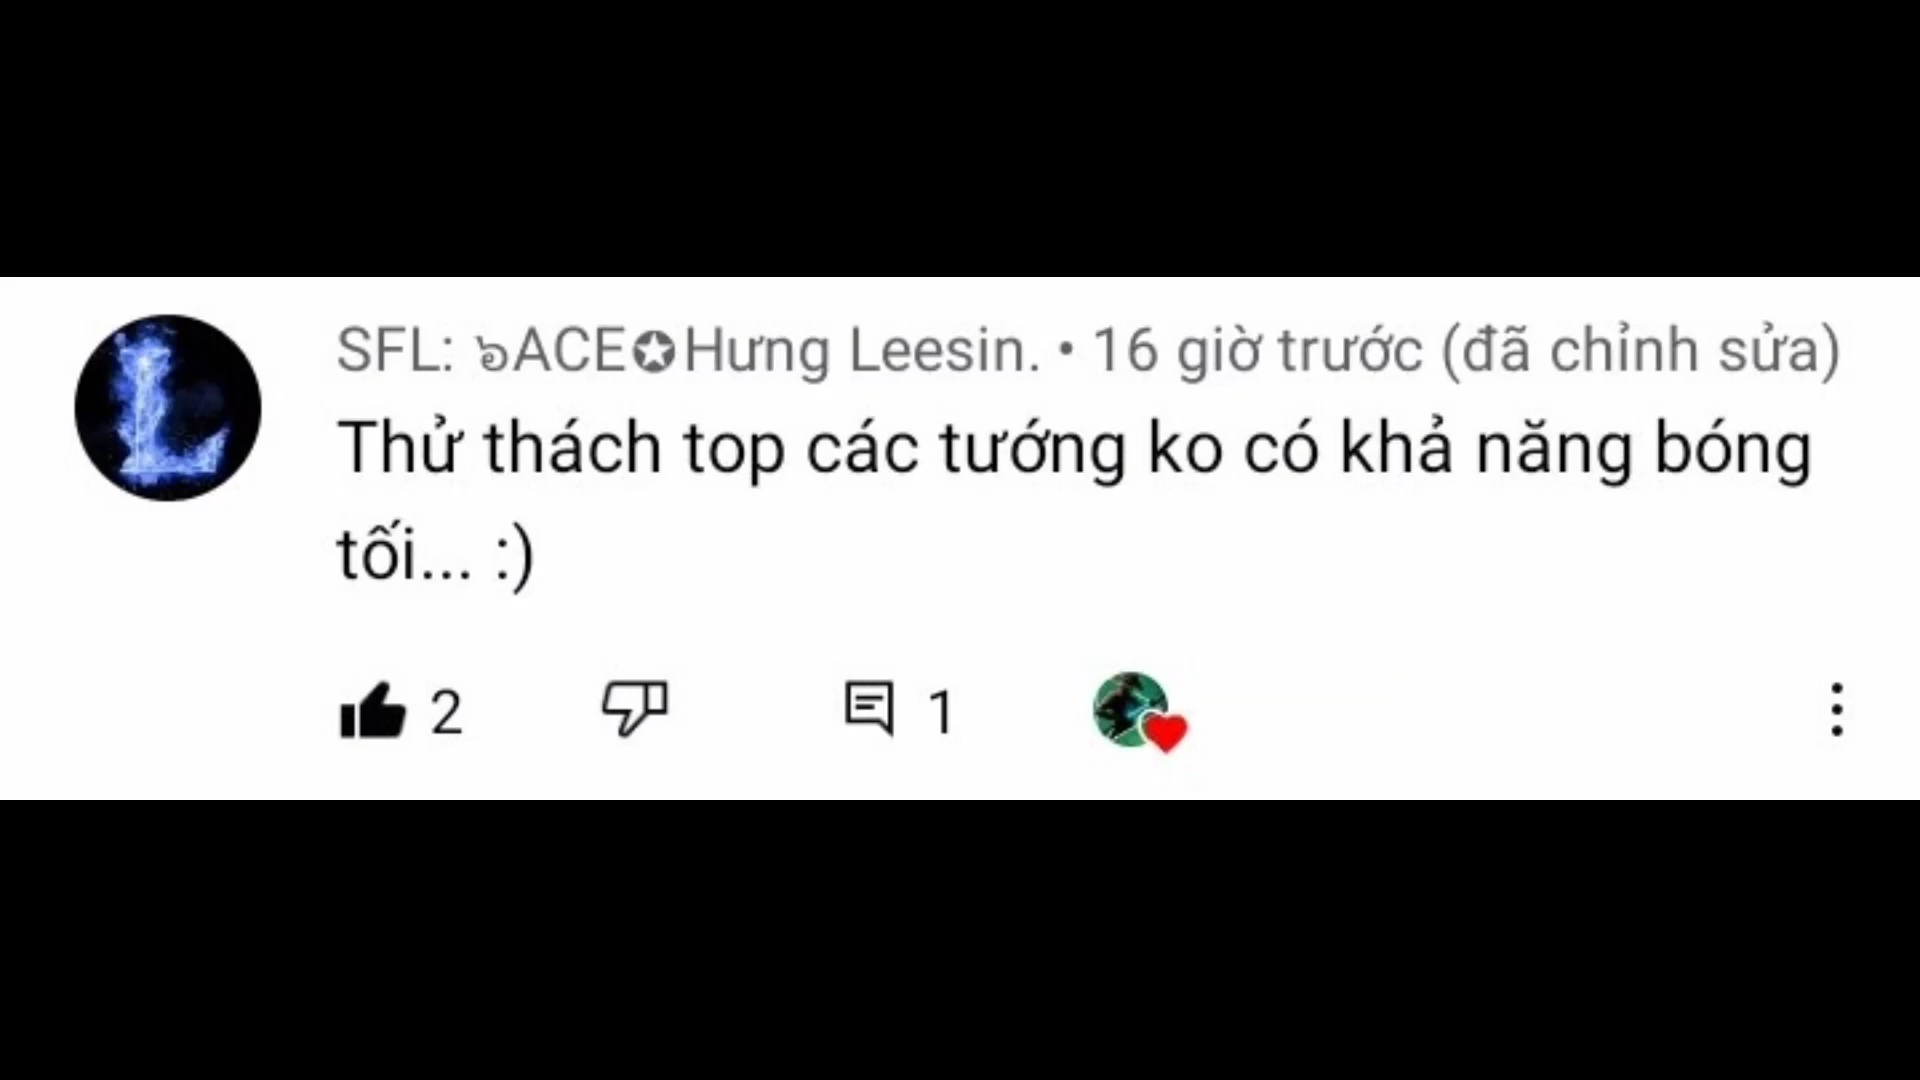 SFL: ঌACE✪Hưng Leesin. • 16 giờ trước (đã chỉnh sửa)
Thử thách top các tướng ko có khả năng bóng
tối... :)
2 1